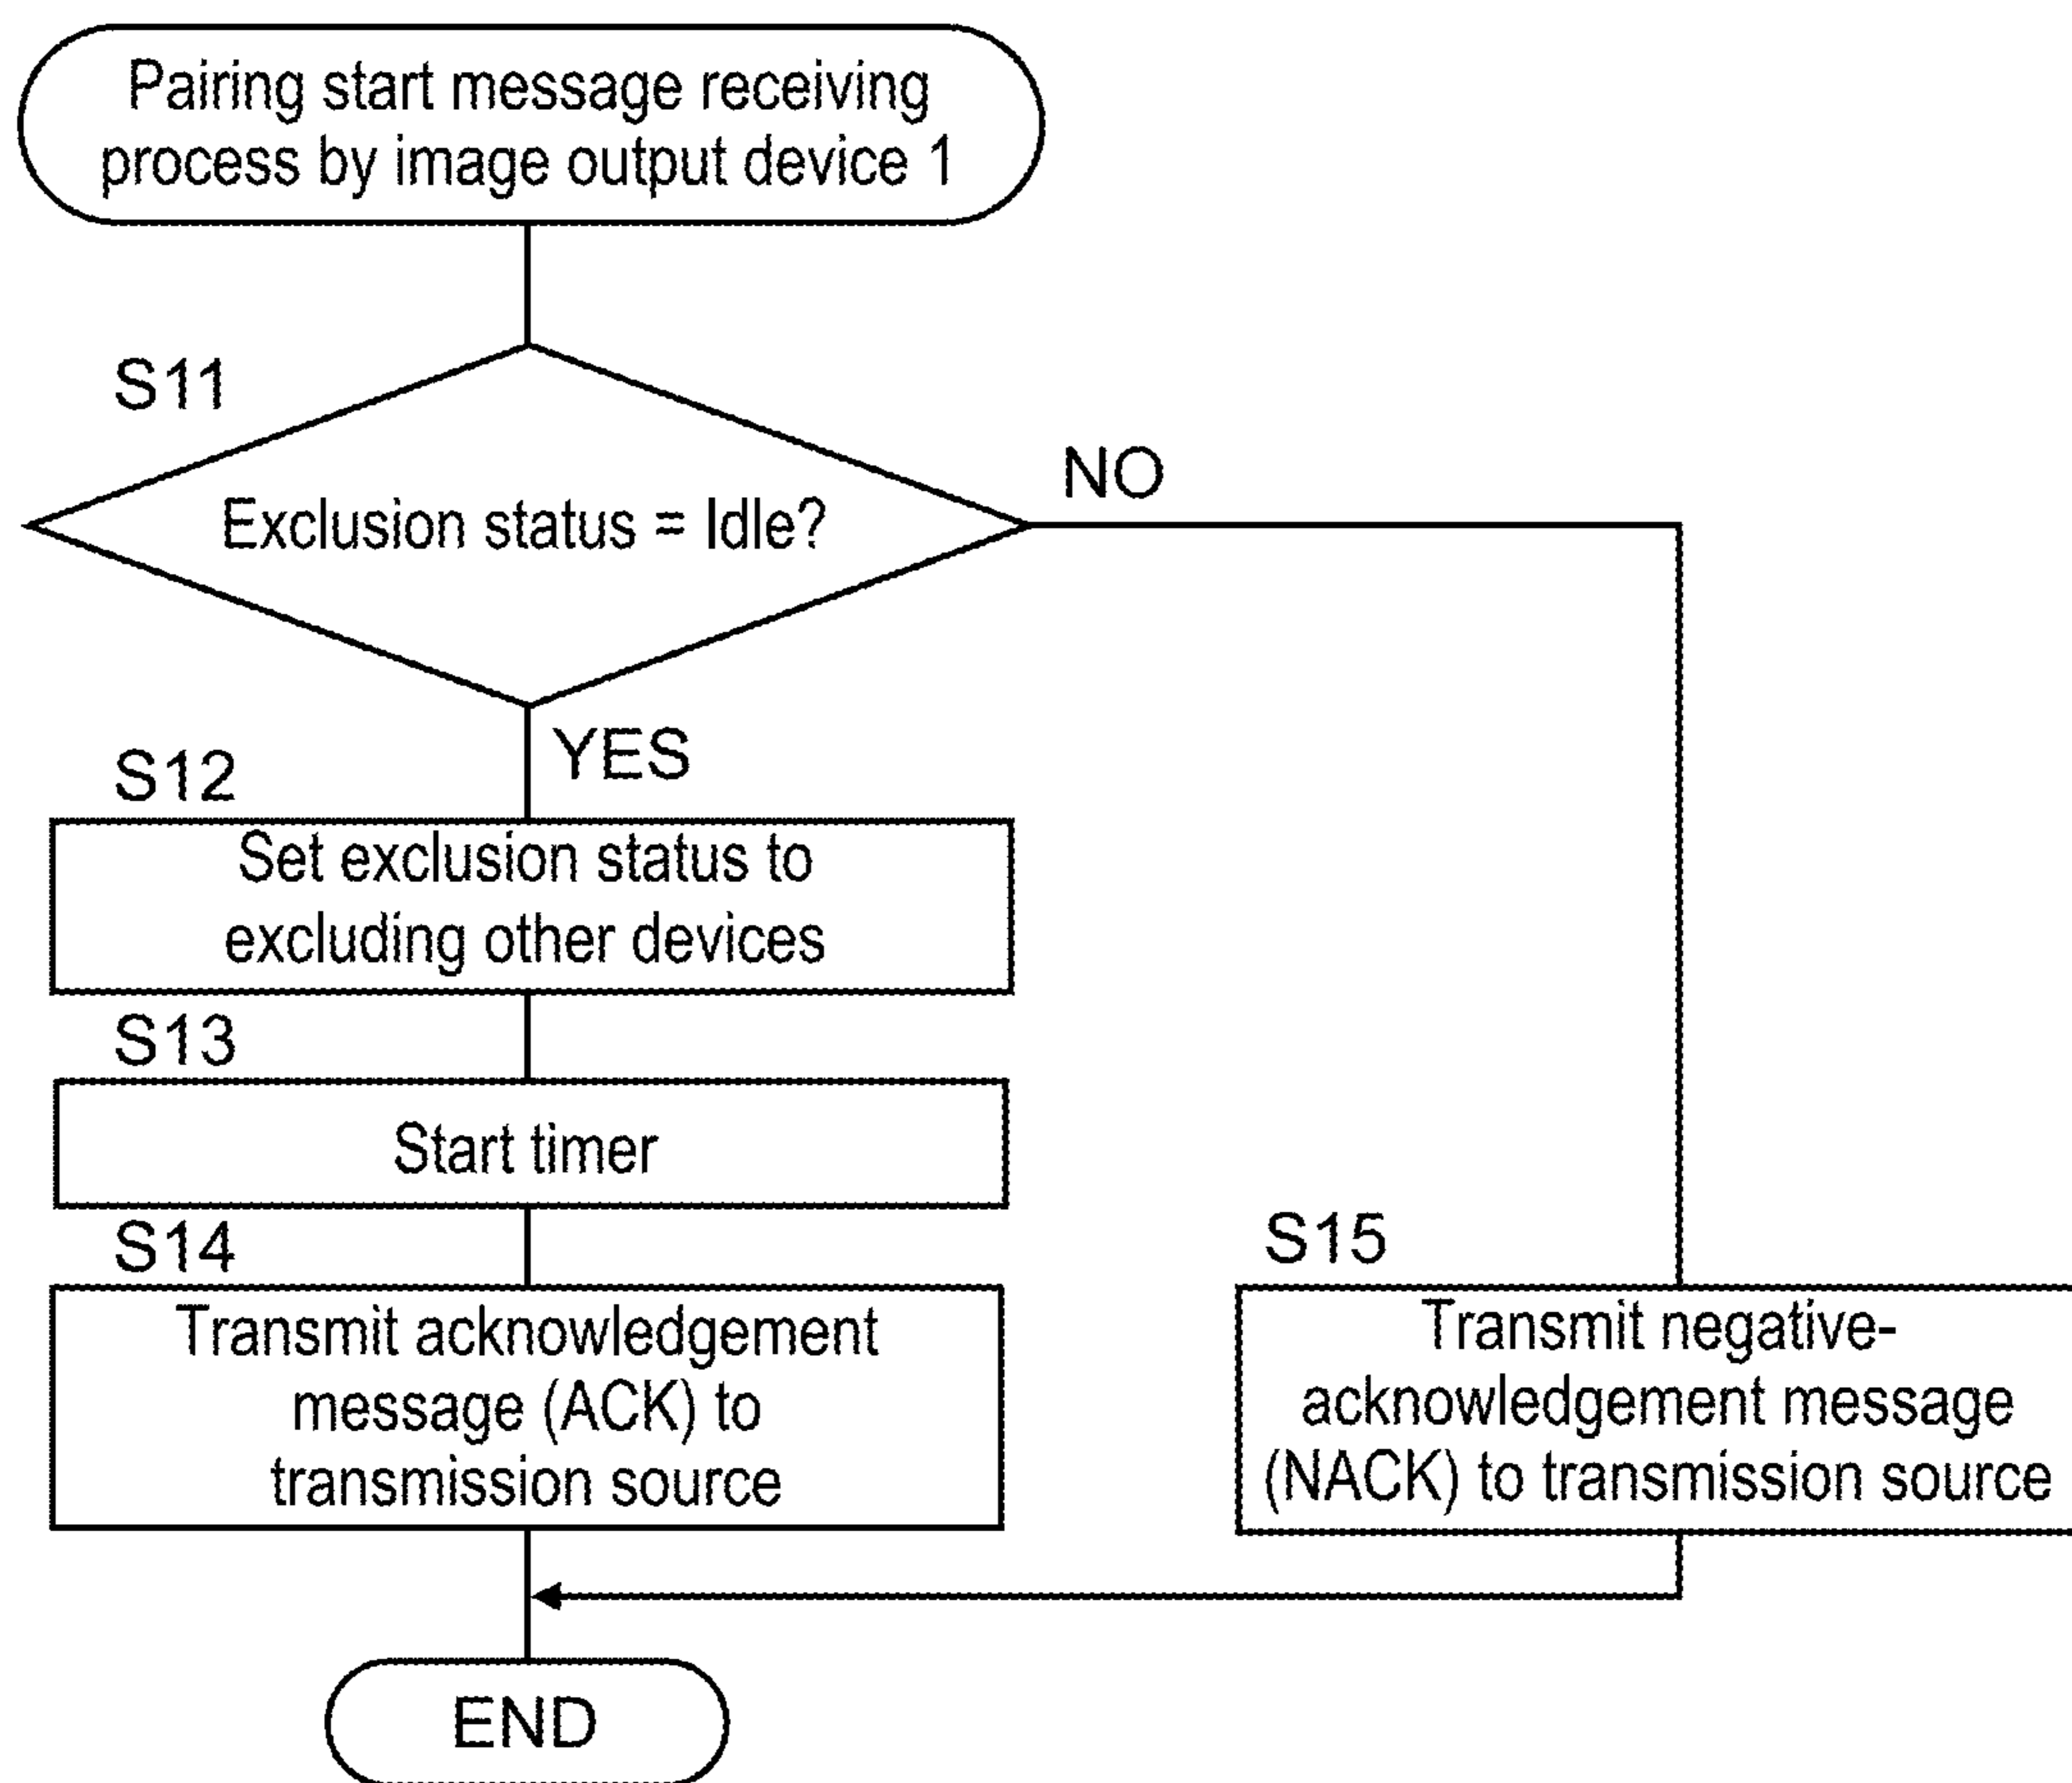 Pairing start message receiving
process by image output device 1
S11
Exclusion status = Idle?
NO
YES
S12
Set exclusion status to
excluding other devices
S13
Start timer
S14
Transmit acknowledgement
message (ACK) to
transmission source
S15
Transmit negative-
acknowledgement message
(NACK) to transmission source
END